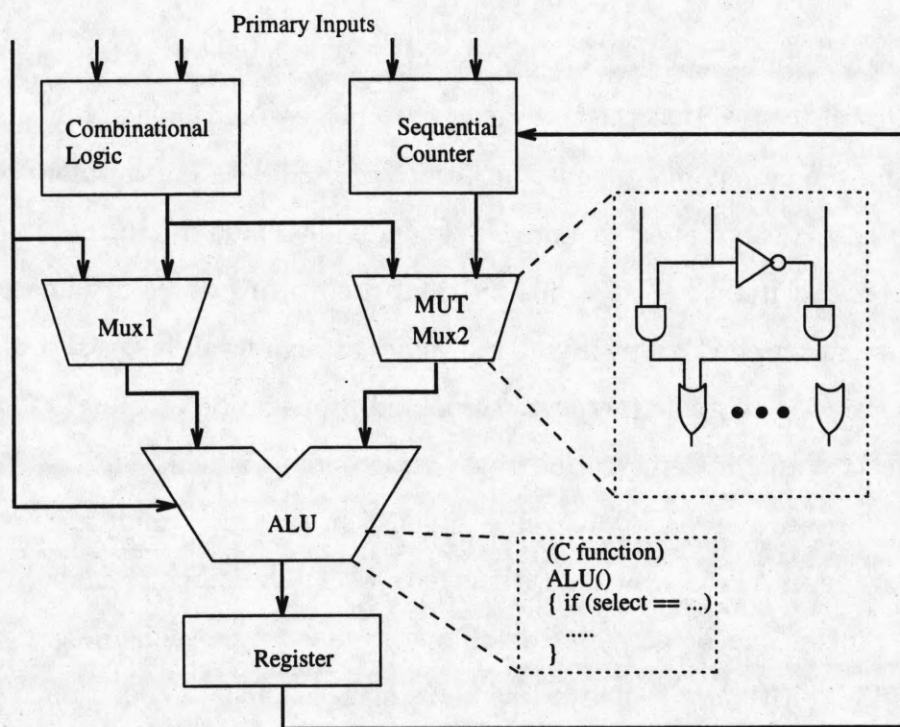 Primary Inputs
Combinational
Logic
Sequential
Counter
Mux1
MUT
Mux2
ALU
(C function)
ALU()
{ if (select == ...)
.....
}
Register